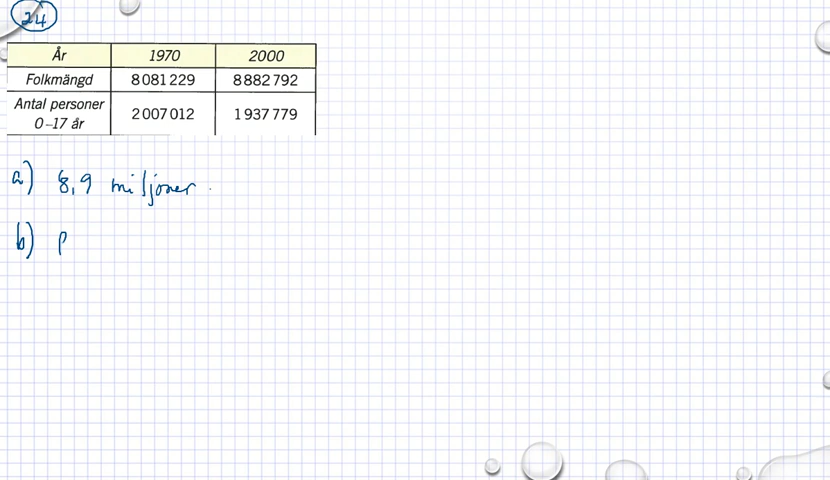 24
År 1970 2000
Folkmängd 8 081 229 8 882 792
Antal personer
0–17 år 2 007 012 1 937 779
a) 8,9 miljoner.
b) p